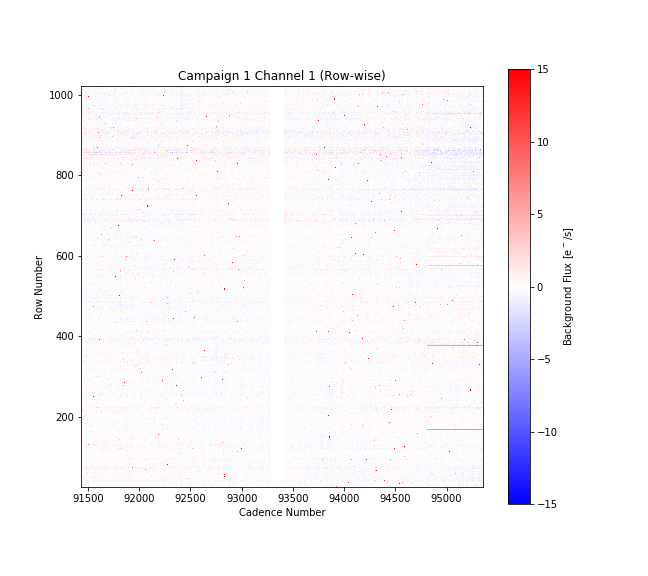 Campaign 1 Channel 1 (Row-wise)
1000
800
600
400
200
Row Number
91500 92000 92500 93000 93500 94000 94500 95000
Cadence Number
15
10
5
0
−5
−10
−15
Background Flux [e⁻/s]